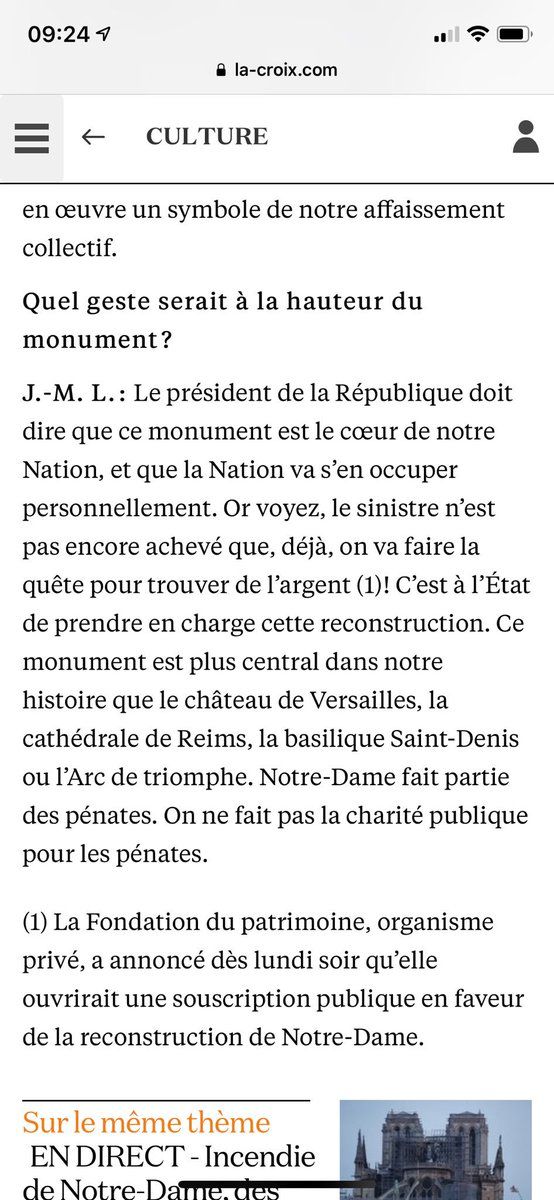 09:24
la-croix.com
CULTURE
en œuvre un symbole de notre affaissement
collectif.
Quel geste serait à la hauteur du
monument ?
J.-M. L. : Le président de la République doit
dire que ce monument est le cœur de notre
Nation, et que la Nation va s’en occuper
personnellement. Or voyez, le sinistre n’est
pas encore achevé que, déjà, on va faire la
quête pour trouver de l’argent (1)! C’est à l’État
de prendre en charge cette reconstruction. Ce
monument est plus central dans notre
histoire que le château de Versailles, la
cathédrale de Reims, la basilique Saint-Denis
ou l’Arc de triomphe. Notre-Dame fait partie
des pénates. On ne fait pas la charité publique
pour les pénates.
(1) La Fondation du patrimoine, organisme
privé, a annoncé dès lundi soir qu’elle
ouvrirait une souscription publique en faveur
de la reconstruction de Notre-Dame.
Sur le même thème
EN DIRECT - Incendie
de Notre-Dame, des